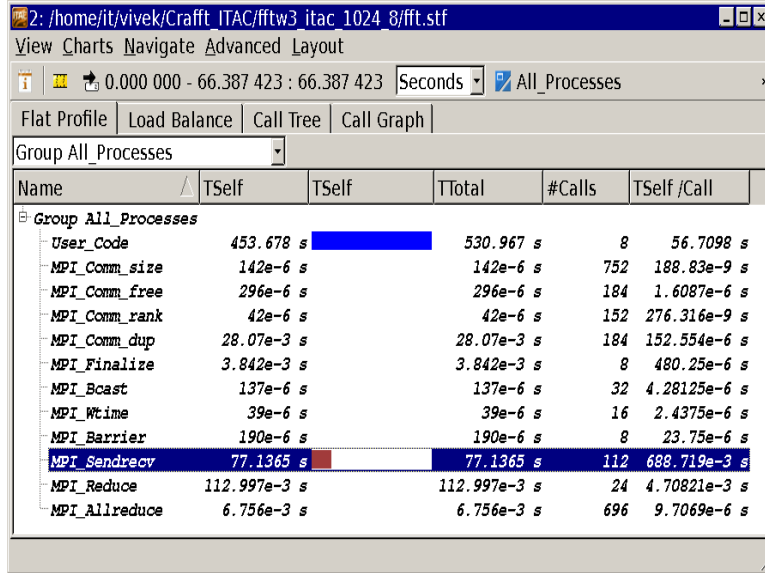 2: /home/it/vivek/Crafft_ITAC/fftw3_itac_1024_8/fft.stf
View Charts Navigate Advanced Layout
0.000 000 - 66.387 423 : 66.387 423 Seconds All_Processes
Flat Profile Load Balance Call Tree Call Graph
Group All_Processes
Name TSelf TSelf TTotal #Calls TSelf /Call
Group All_Processes
User_Code 453.678 s 530.967 s 8 56.7098 s
MPI_Comm_size 142e-6 s 142e-6 s 752 188.83e-9 s
MPI_Comm_free 296e-6 s 296e-6 s 184 1.6087e-6 s
MPI_Comm_rank 42e-6 s 42e-6 s 152 276.316e-9 s
MPI_Comm_dup 28.07e-3 s 28.07e-3 s 184 152.554e-6 s
MPI_Finalize 3.842e-3 s 3.842e-3 s 8 480.25e-6 s
MPI_Bcast 137e-6 s 137e-6 s 32 4.28125e-6 s
MPI_Wtime 39e-6 s 39e-6 s 16 2.4375e-6 s
MPI_Barrier 190e-6 s 190e-6 s 8 23.75e-6 s
MPI_Sendrecv 77.1365 s 77.1365 s 112 688.719e-3 s
MPI_Reduce 112.997e-3 s 112.997e-3 s 24 4.70821e-3 s
MPI_Allreduce 6.756e-3 s 6.756e-3 s 696 9.7069e-6 s